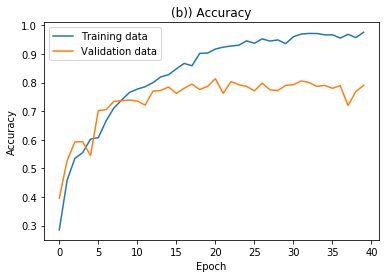 (b)) Accuracy
Training data
Validation data
Accuracy
1.0
0.9
0.8
0.7
0.6
0.5
0.4
0.3
0 5 10 15 20 25 30 35 40
Epoch